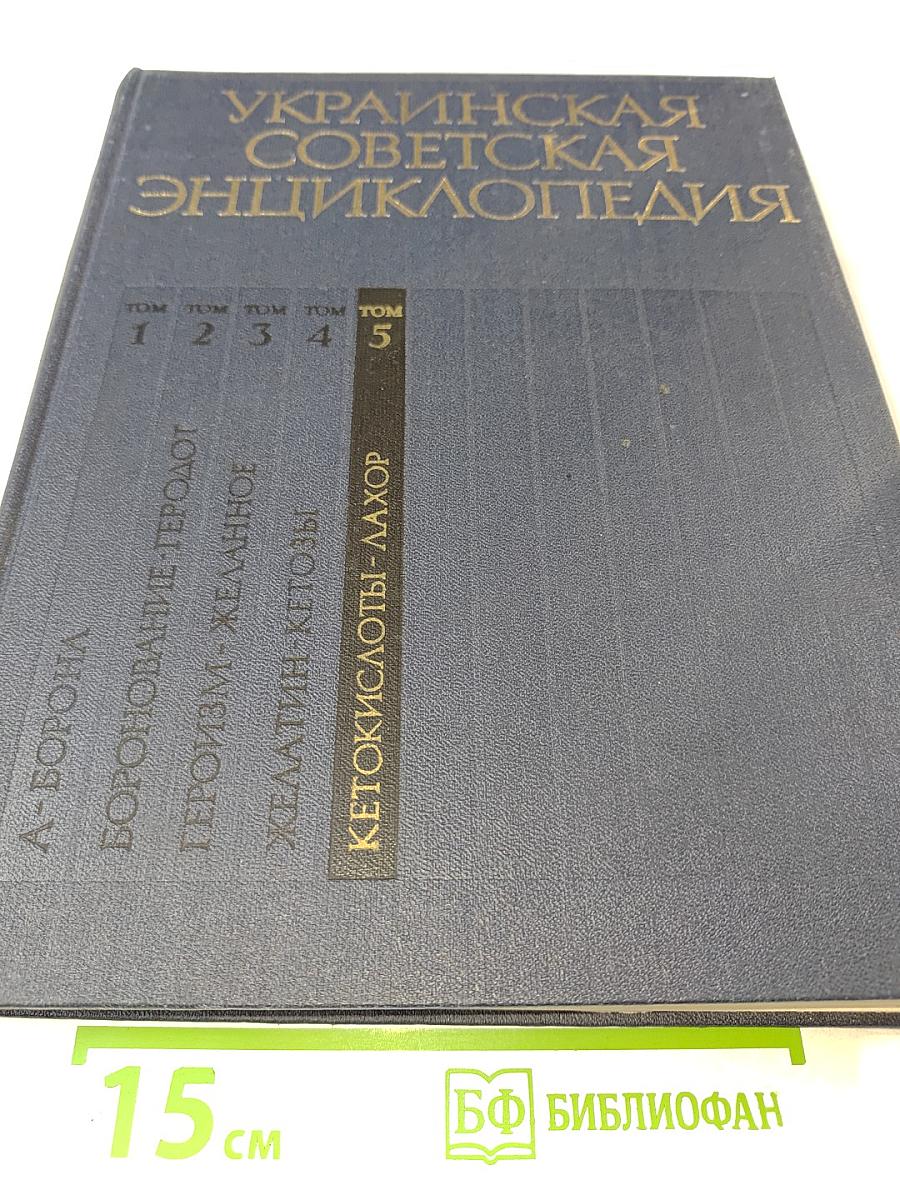 УКРАИНСКАЯ
СОВЕТСКАЯ
ЭНЦИКЛОПЕДИЯ
ТОМ
1
ТОМ
2
ТОМ
3
ТОМ
4
ТОМ
5
А-БОРОНА
БОРОНОВАНИЕ-ГЕРОДОТ
ГЕРОИЗМ-ЖЕЛАННОЕ
ЖЕЛАТИН-КЕТОЗЫ
КЕТОКИСЛОТЫ-ЛАХОР
15 см
БФ БИБЛИОФАН